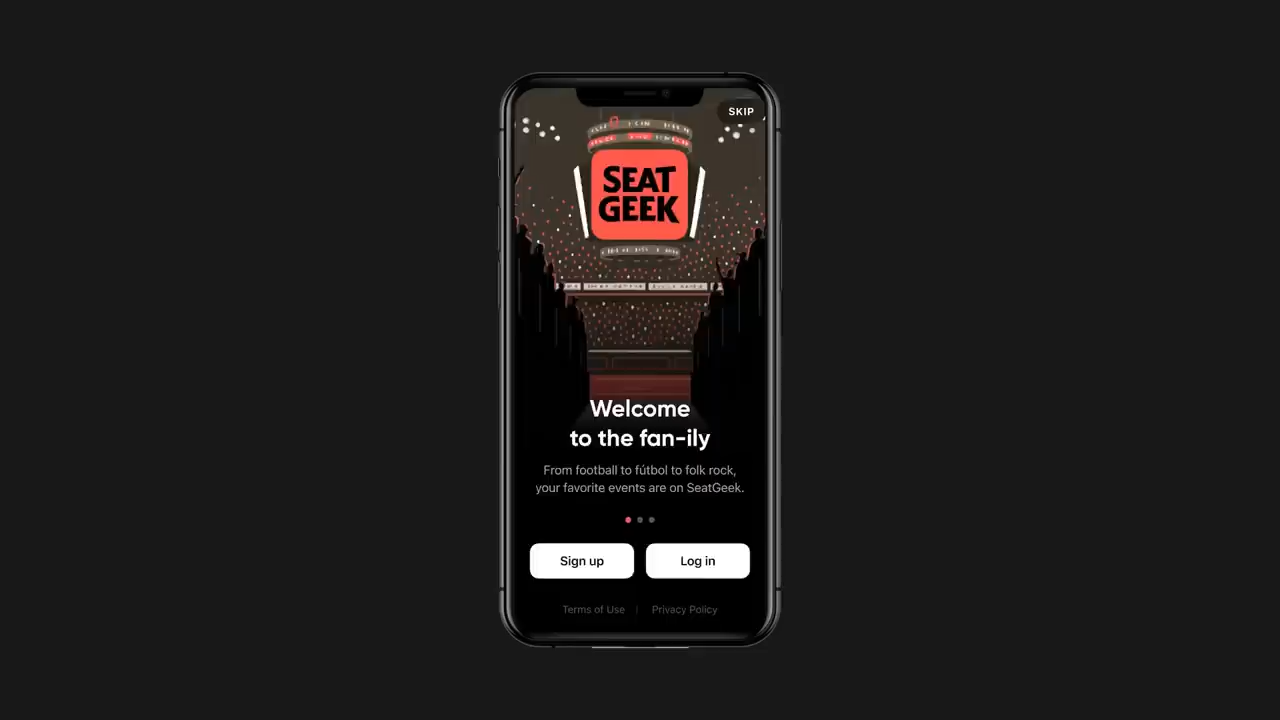 SKIP
SEAT
GEEK
Welcome
to the fan-ily
From football to fútbol to folk rock,
your favorite events are on SeatGeek.
Sign up
Log in
Terms of Use | Privacy Policy